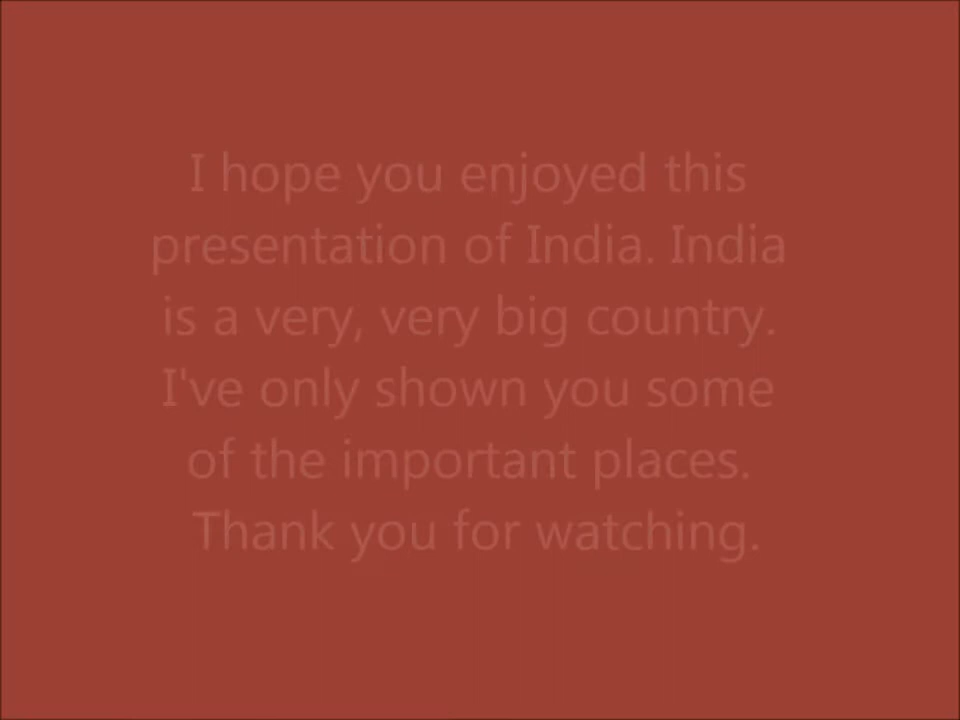 I hope you enjoyed this
presentation of India. India
is a very, very big country.
I've only shown you some
of the important places.
Thank you for watching.